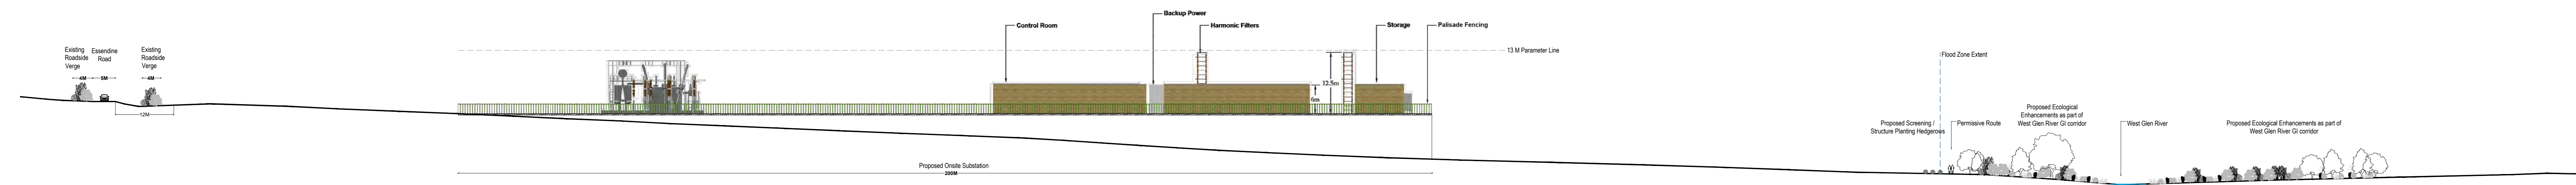 Existing
Roadside
Verge
Essendine
Road
Existing
Roadside
Verge
4M
5M
4M
12M
Control Room
Backup Power
Harmonic Filters
Storage
Palisade Fencing
13 M Parameter Line
12.5m
6m
Proposed Onsite Substation
200M
Flood Zone Extent
Proposed Screening /
Structure Planting Hedgerows
Permissive Route
Proposed Ecological
Enhancements as part of
West Glen River GI corridor
West Glen River
Proposed Ecological Enhancements as part of
West Glen River GI corridor